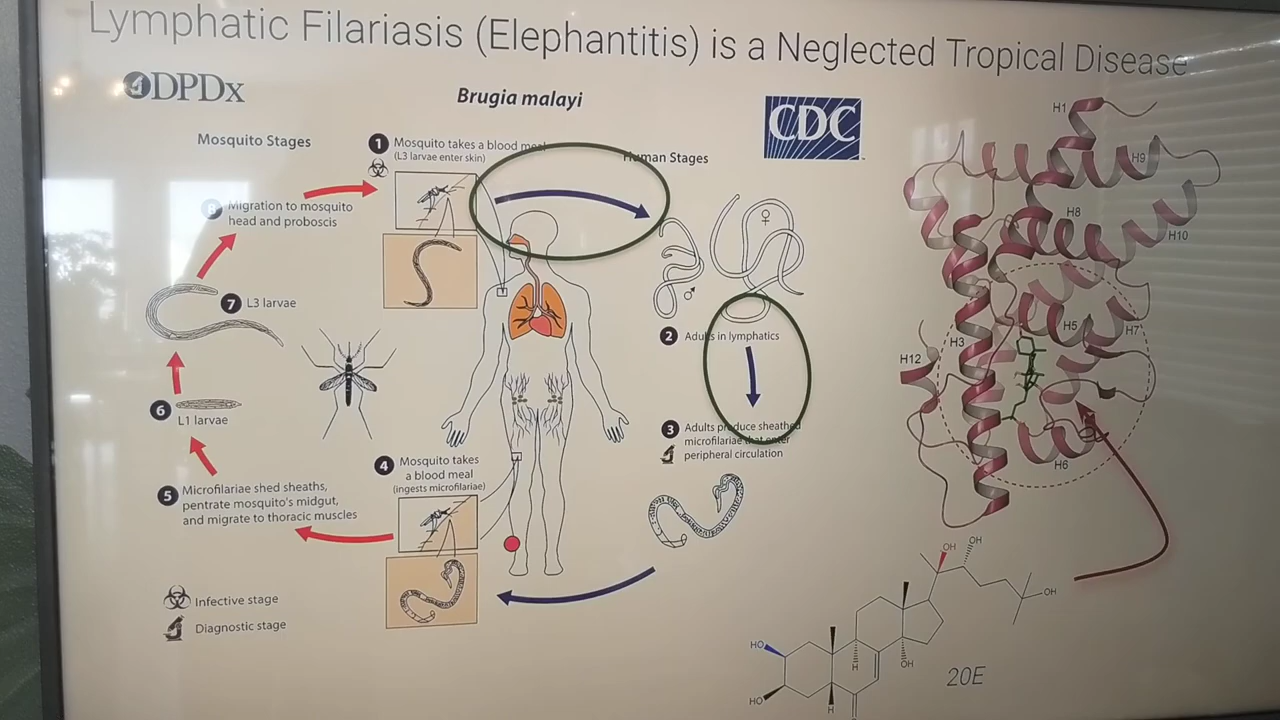 Lymphatic Filariasis (Elephantitis) is a Neglected Tropical Disease
DPDx
Brugia malayi
CDC
Mosquito Stages
Human Stages
1 Mosquito takes a blood meal
(L3 larvae enter skin)
8 Migration to mosquito
head and proboscis
7 L3 larvae
6
L1 larvae
5 Microfilariae shed sheaths,
pentrate mosquito's midgut,
and migrate to thoracic muscles
4 Mosquito takes
a blood meal
(ingests microfilariae)
♂
♀
2 Adults in lymphatics
3 Adults produce sheathed
microfilariae that enter
peripheral circulation
Infective stage
Diagnostic stage
H1
H9
H8
H10
H5
H7
H3
H12
H6
OH
OH
OH
HO
H
OH
HO
H
20E